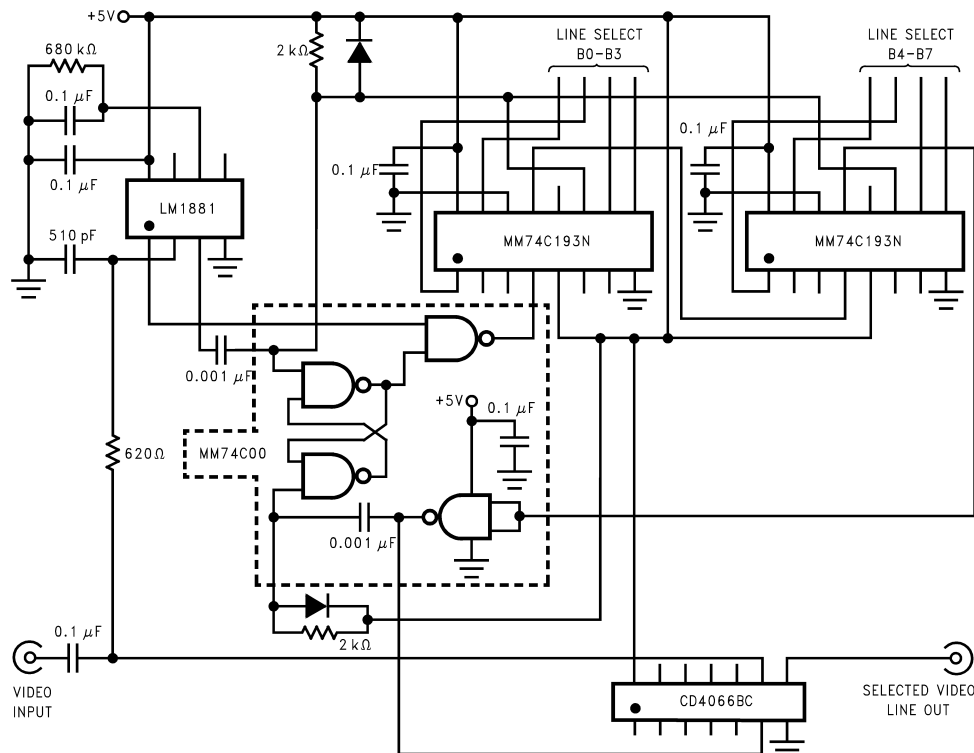 +5V
680 kΩ
0.1 µF
0.1 µF
510 pF
LM1881
2 kΩ
LINE SELECT
B0-B3
LINE SELECT
B4-B7
0.1 µF
0.1 µF
MM74C193N
MM74C193N
0.001 µF
+5V
0.1 µF
MM74C00
620Ω
0.001 µF
2 kΩ
0.1 µF
VIDEO
INPUT
CD4066BC
SELECTED VIDEO
LINE OUT